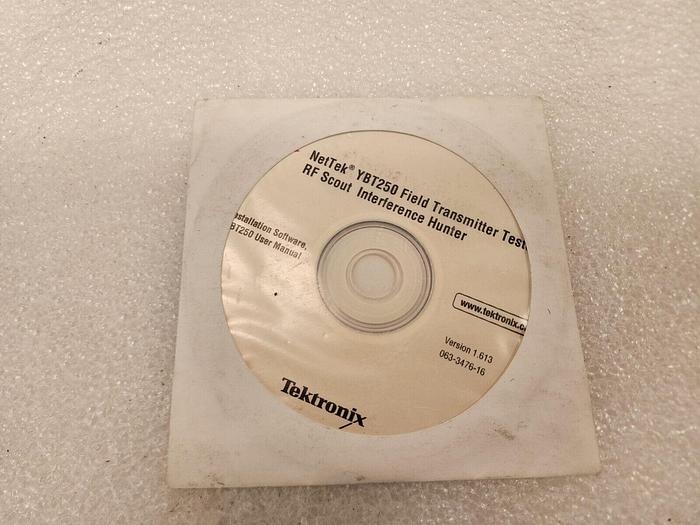 NetTek® YBT250 Field Transmitter Test
RF Scout Interference Hunter
stallation Software,
BT250 User Manual
www.tektronix.c
Version 1.613
063-3476-16
Tektronix